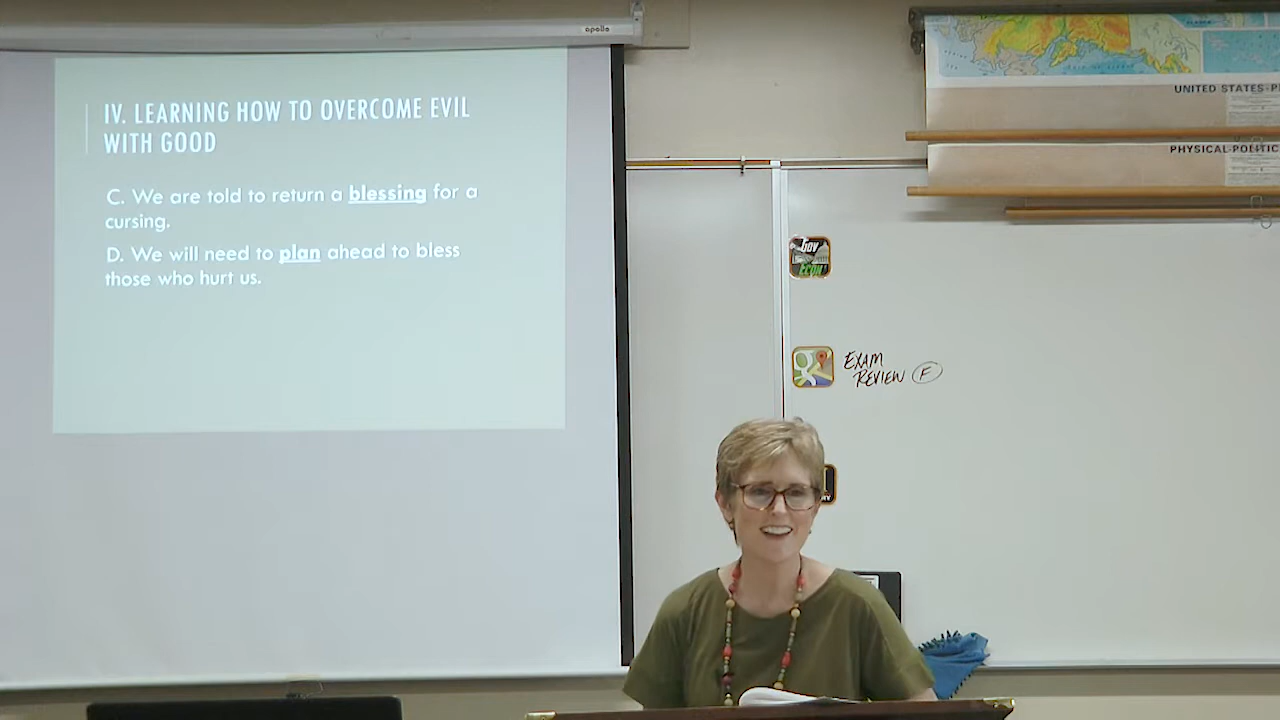 apollo
IV. LEARNING HOW TO OVERCOME EVIL
WITH GOOD
C. We are told to return a blessing for a
cursing.
D. We will need to plan ahead to bless
those who hurt us.
UNITED STATES-P
PHYSICAL-POLITIC
GOV
ECON
EXAM
REVIEW F